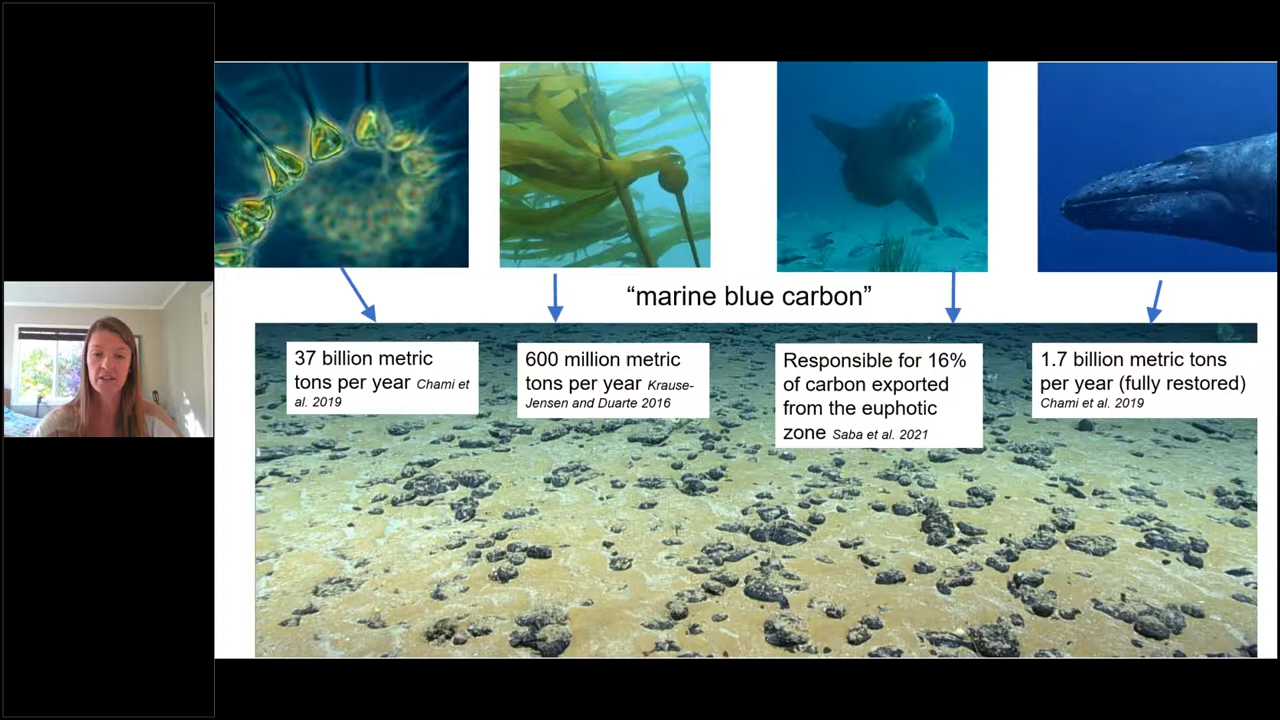 “marine blue carbon”
37 billion metric
tons per year Chami et
al. 2019
600 million metric
tons per year Krause-
Jensen and Duarte 2016
Responsible for 16%
of carbon exported
from the euphotic
zone Saba et al. 2021
1.7 billion metric tons
per year (fully restored)
Chami et al. 2019